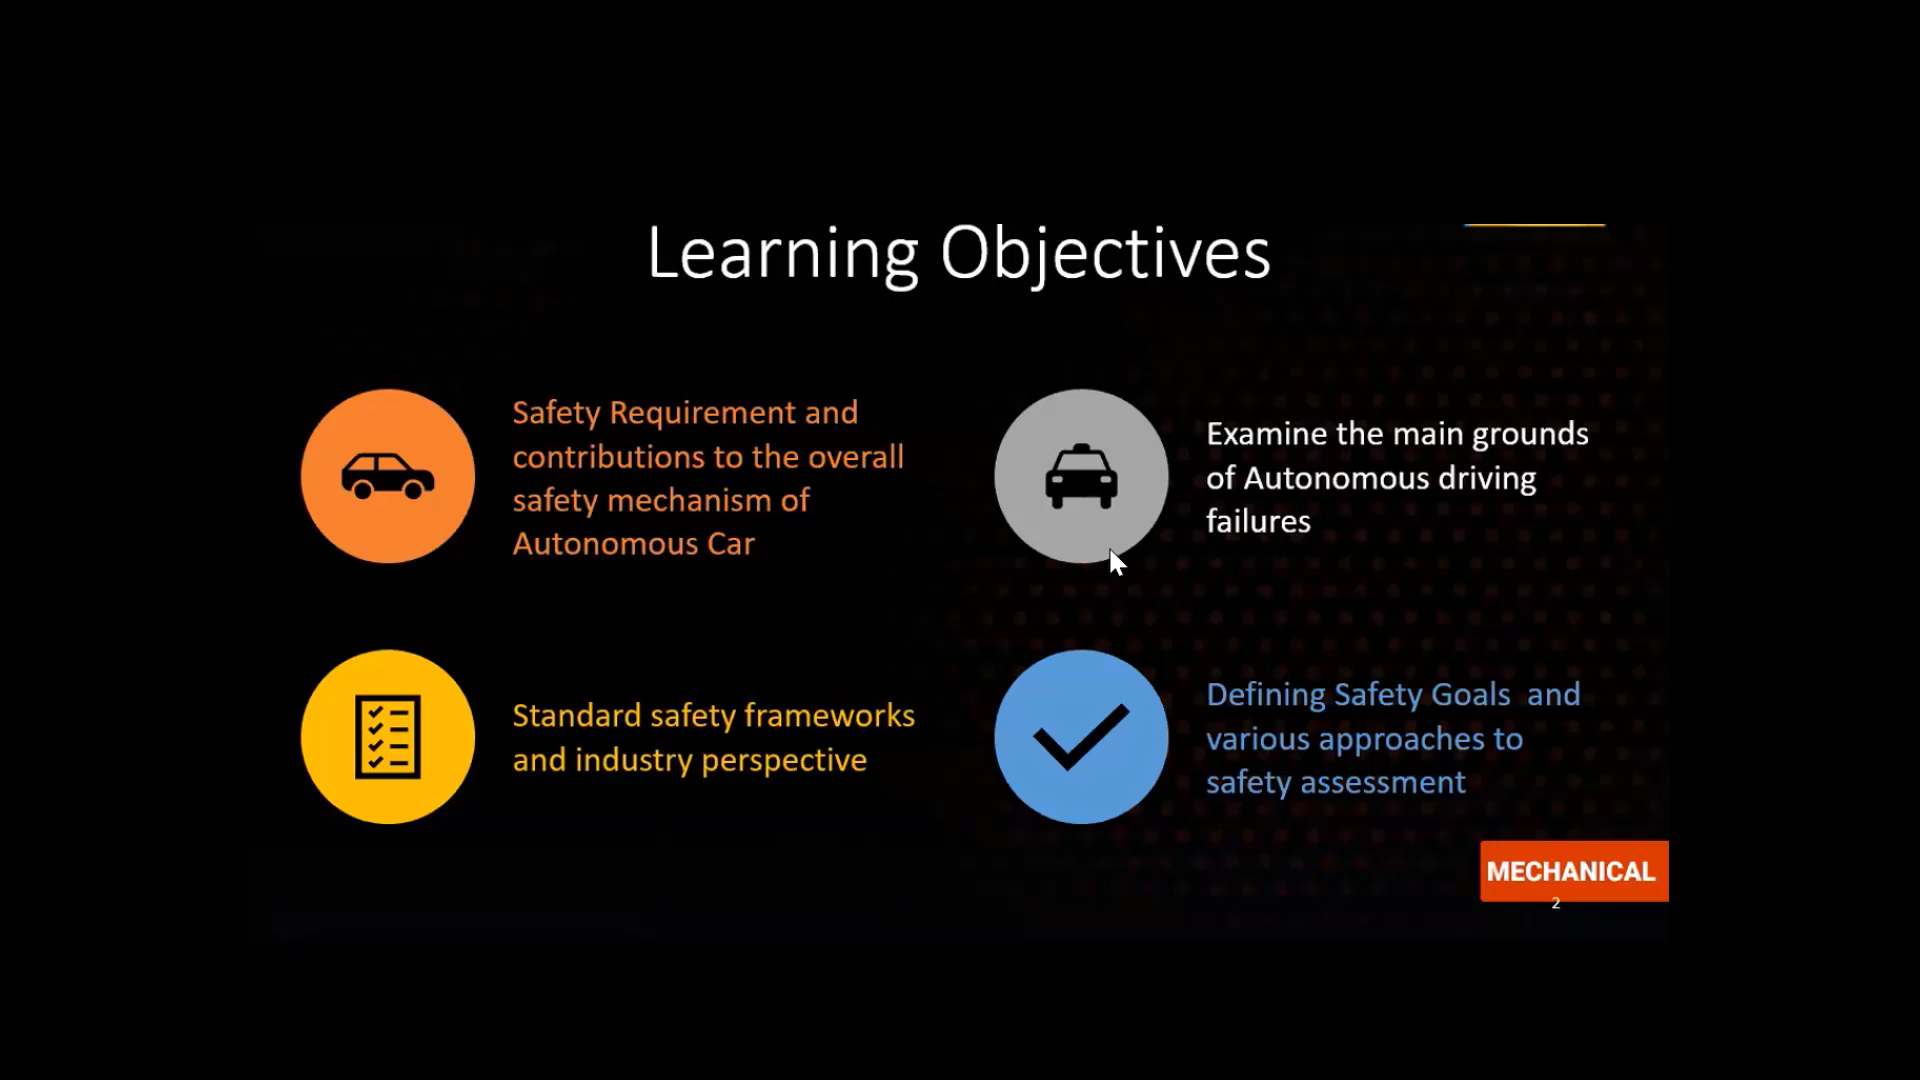 Learning Objectives
Safety Requirement and
contributions to the overall
safety mechanism of
Autonomous Car
Examine the main grounds
of Autonomous driving
failures
Standard safety frameworks
and industry perspective
Defining Safety Goals  and
various approaches to
safety assessment
MECHANICAL
2